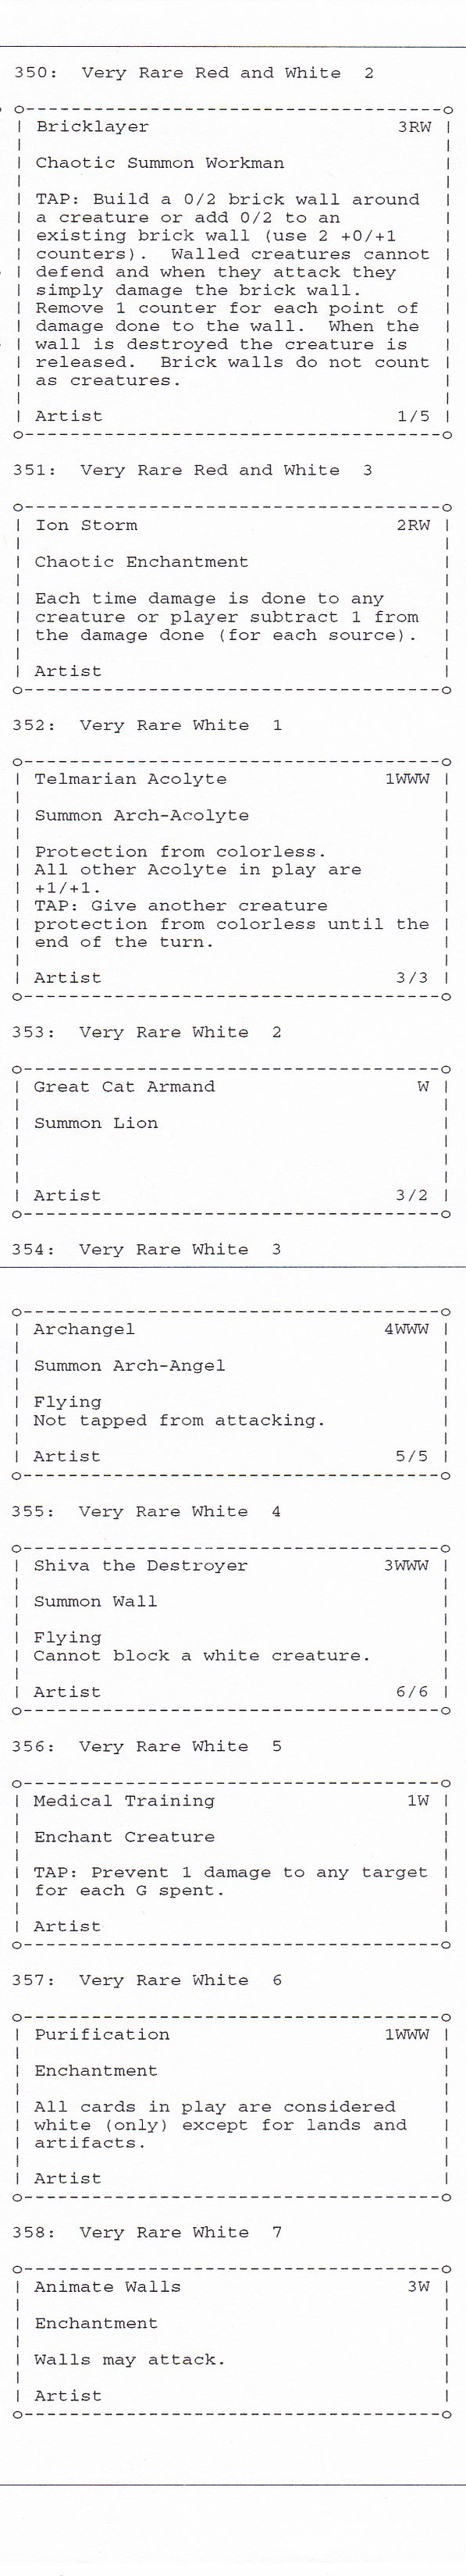 350:  Very Rare Red and White  2
o-------------------------------------o
| Bricklayer                      3RW |
|                                     |
| Chaotic Summon Workman              |
|                                     |
| TAP: Build a 0/2 brick wall around  |
| a creature or add 0/2 to an         |
| existing brick wall (use 2 +0/+1    |
| counters).  Walled creatures cannot |
| defend and when they attack they    |
| simply damage the brick wall.       |
| Remove 1 counter for each point of  |
| damage done to the wall.  When the  |
| wall is destroyed the creature is   |
| released.  Brick walls do not count |
| as creatures.                       |
|                                     |
| Artist                          1/5 |
o-------------------------------------o
351:  Very Rare Red and White  3
o-------------------------------------o
| Ion Storm                       2RW |
|                                     |
| Chaotic Enchantment                 |
|                                     |
| Each time damage is done to any     |
| creature or player subtract 1 from  |
| the damage done (for each source).  |
|                                     |
| Artist                              |
o-------------------------------------o
352:  Very Rare White  1
o-------------------------------------o
| Telmarian Acolyte              1WWW |
|                                     |
| Summon Arch-Acolyte                 |
|                                     |
| Protection from colorless.          |
| All other Acolyte in play are       |
| +1/+1.                              |
| TAP: Give another creature          |
| protection from colorless until the |
| end of the turn.                    |
|                                     |
| Artist                          3/3 |
o-------------------------------------o
353:  Very Rare White  2
o-------------------------------------o
| Great Cat Armand                  W |
|                                     |
| Summon Lion                         |
|                                     |
|                                     |
|                                     |
| Artist                          3/2 |
o-------------------------------------o
354:  Very Rare White  3
o-------------------------------------o
| Archangel                      4WWW |
|                                     |
| Summon Arch-Angel                   |
|                                     |
| Flying                              |
| Not tapped from attacking.          |
|                                     |
| Artist                          5/5 |
o-------------------------------------o
355:  Very Rare White  4
o-------------------------------------o
| Shiva the Destroyer            3WWW |
|                                     |
| Summon Wall                         |
|                                     |
| Flying                              |
| Cannot block a white creature.      |
|                                     |
| Artist                          6/6 |
o-------------------------------------o
356:  Very Rare White  5
o-------------------------------------o
| Medical Training                 1W |
|                                     |
| Enchant Creature                    |
|                                     |
| TAP: Prevent 1 damage to any target |
| for each G spent.                   |
|                                     |
| Artist                              |
o-------------------------------------o
357:  Very Rare White  6
o-------------------------------------o
| Purification                   1WWW |
|                                     |
| Enchantment                         |
|                                     |
| All cards in play are considered    |
| white (only) except for lands and   |
| artifacts.                          |
|                                     |
| Artist                              |
o-------------------------------------o
358:  Very Rare White  7
o-------------------------------------o
| Animate Walls                    3W |
|                                     |
| Enchantment                         |
|                                     |
| Walls may attack.                   |
|                                     |
| Artist                              |
o-------------------------------------o